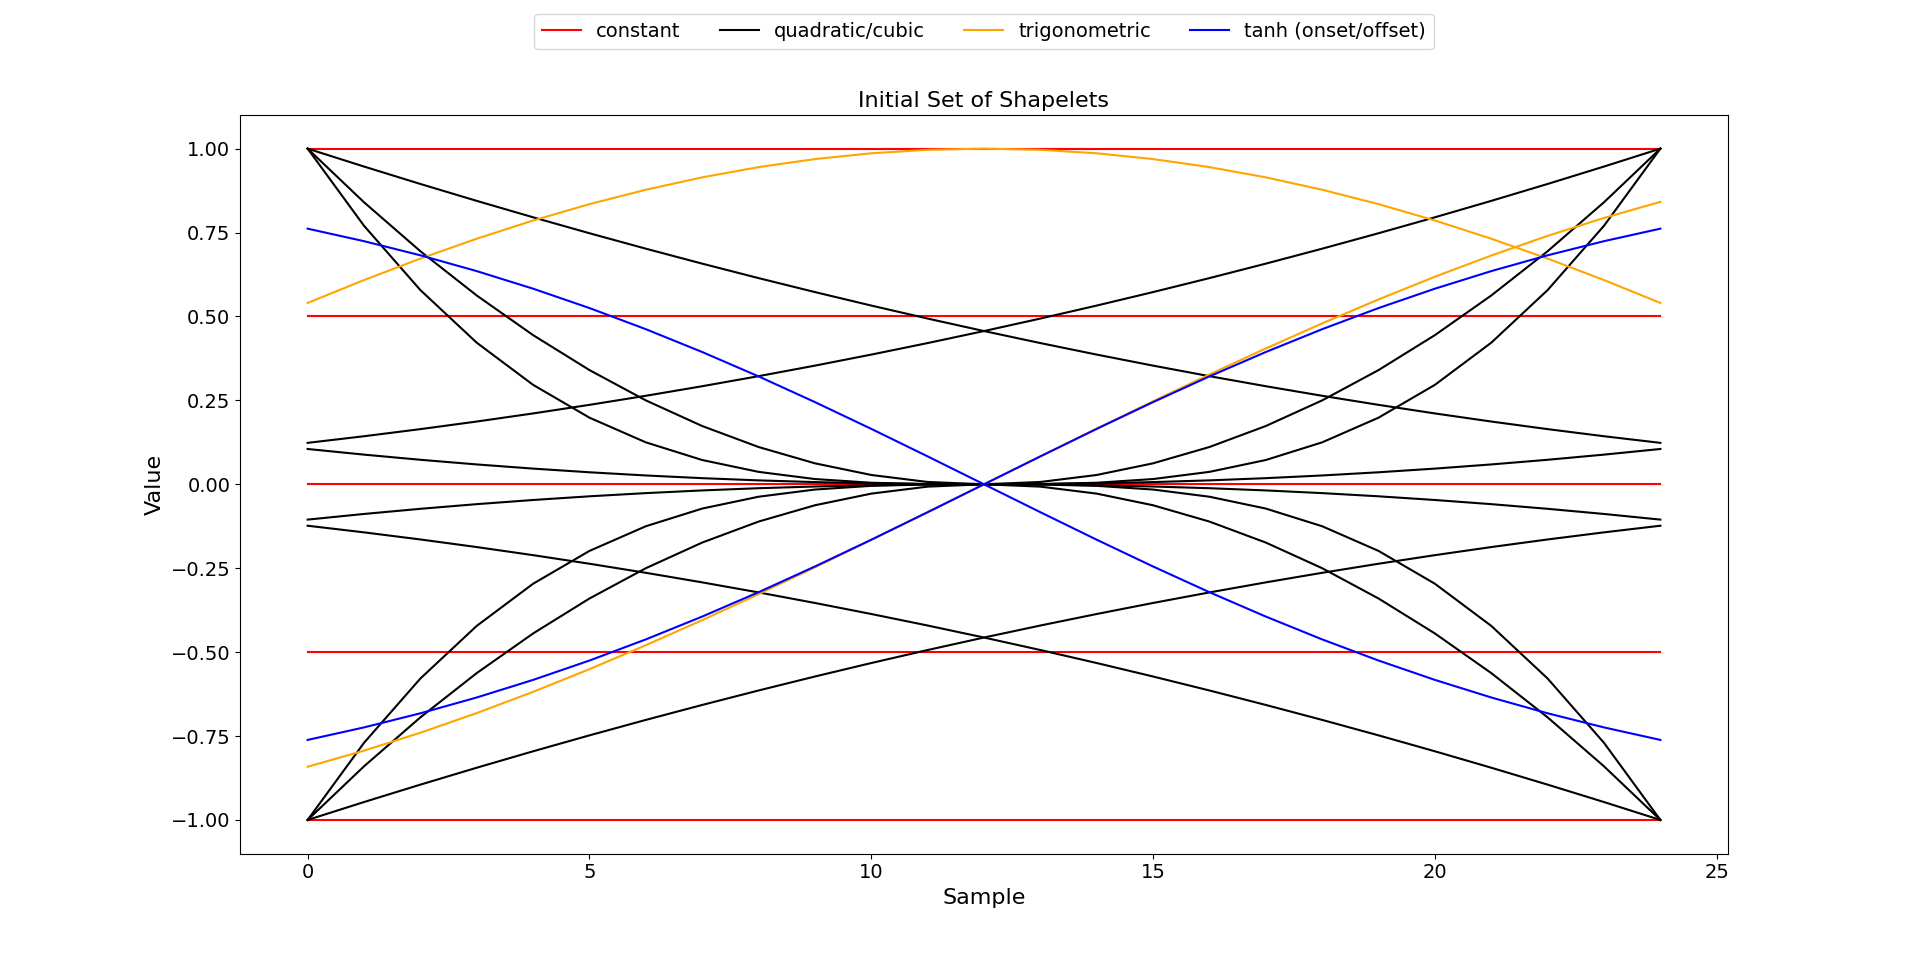 constant quadratic/cubic trigonometric tanh (onset/offset)
Initial Set of Shapelets
1.00
0.75
0.50
0.25
0.00
−0.25
−0.50
−0.75
−1.00
Value
0 5 10 15 20 25
Sample